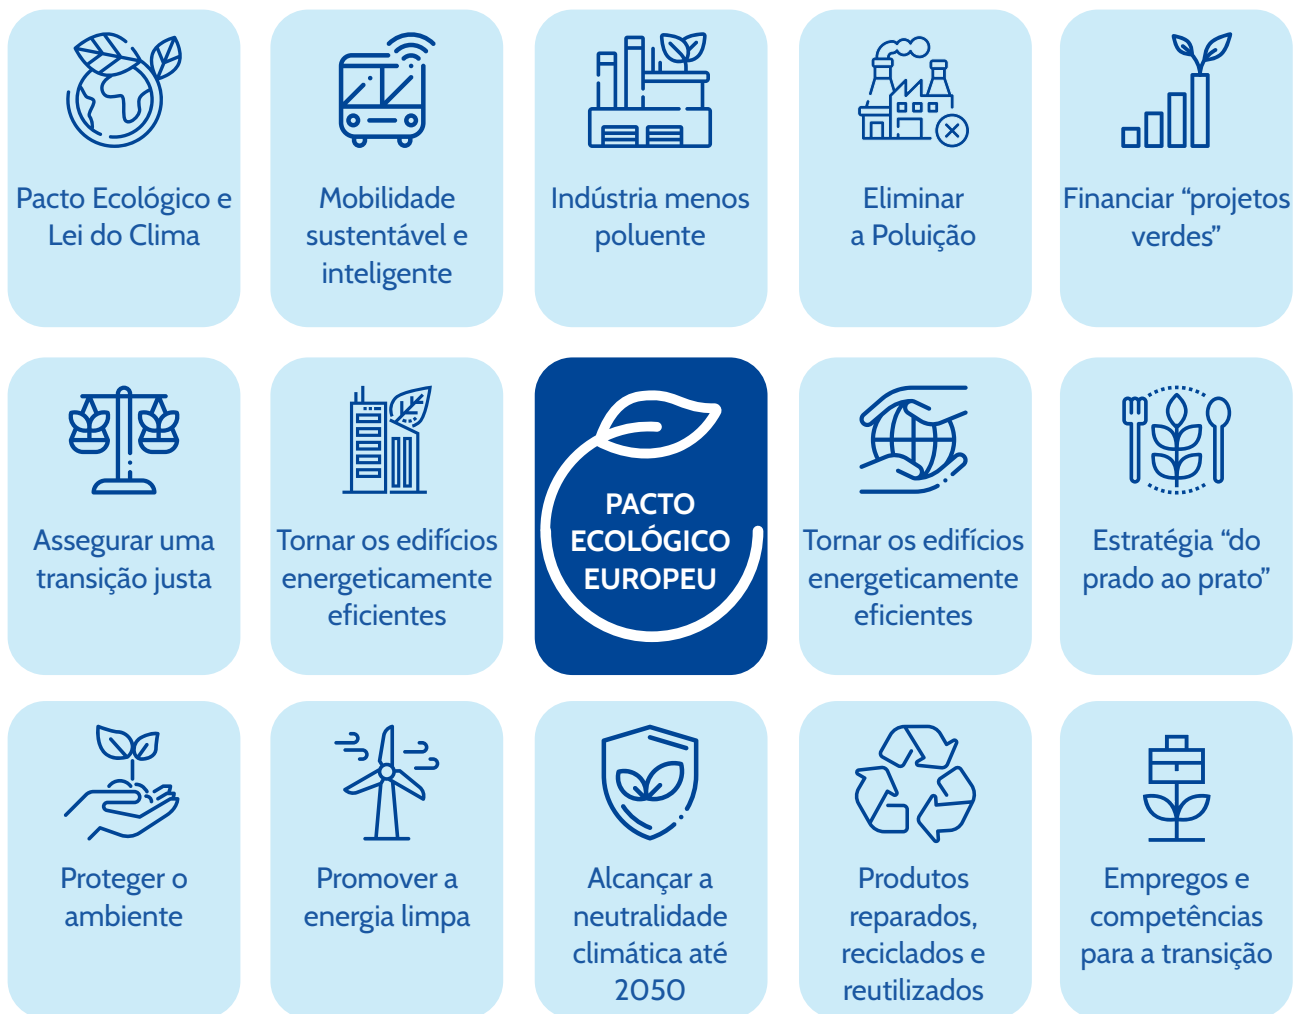 Pacto Ecológico e
Lei do Clima
Mobilidade
sustentável e
inteligente
Indústria menos
poluente
Eliminar
a Poluição
Financiar “projetos
verdes”
Assegurar uma
transição justa
Tornar os edifícios
energeticamente
eficientes
PACTO
ECOLÓGICO
EUROPEU
Tornar os edifícios
energeticamente
eficientes
Estratégia “do
prado ao prato”
Proteger o
ambiente
Promover a
energia limpa
Alcançar a
neutralidade
climática até
2050
Produtos
reparados,
reciclados e
reutilizados
Empregos e
competências
para a transição